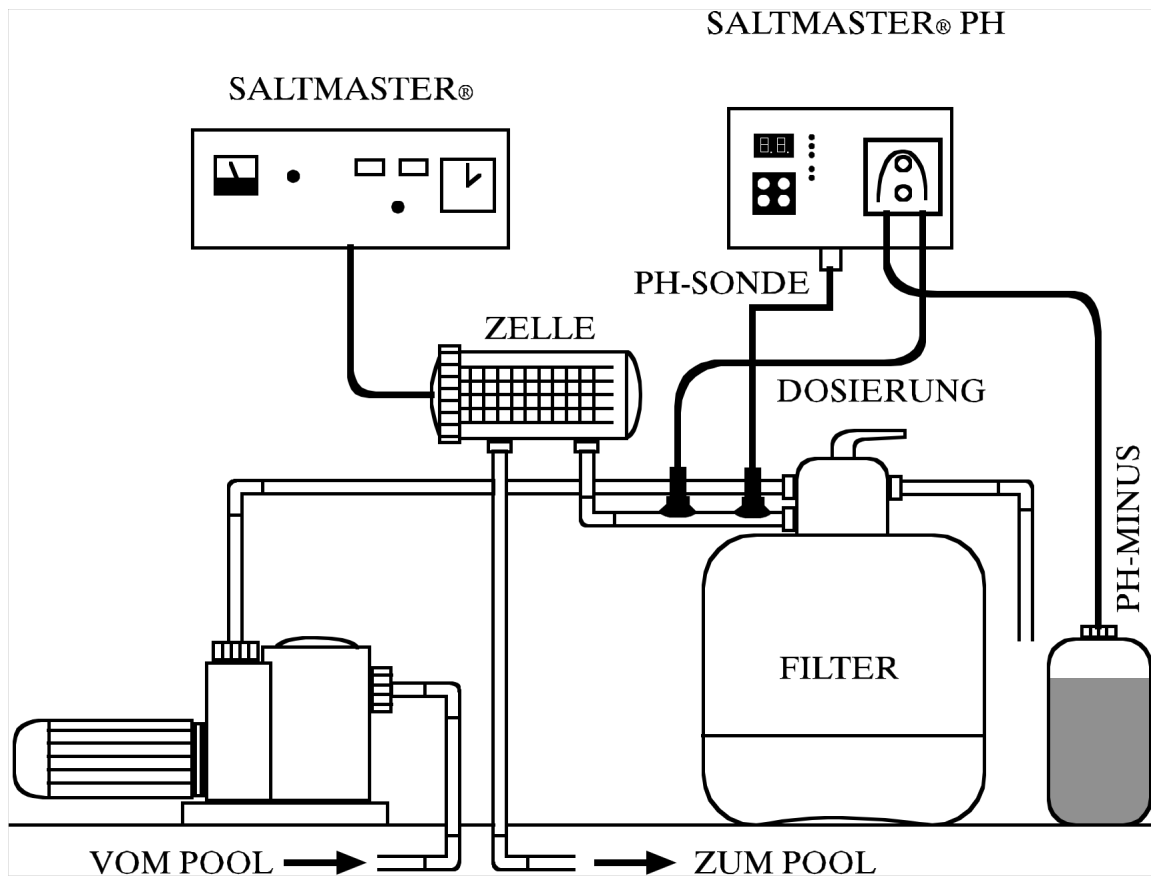 SALTMASTER® PH
SALTMASTER®
8.8.
PH-SONDE
ZELLE
DOSIERUNG
PH-MINUS
FILTER
VOM POOL
ZUM POOL